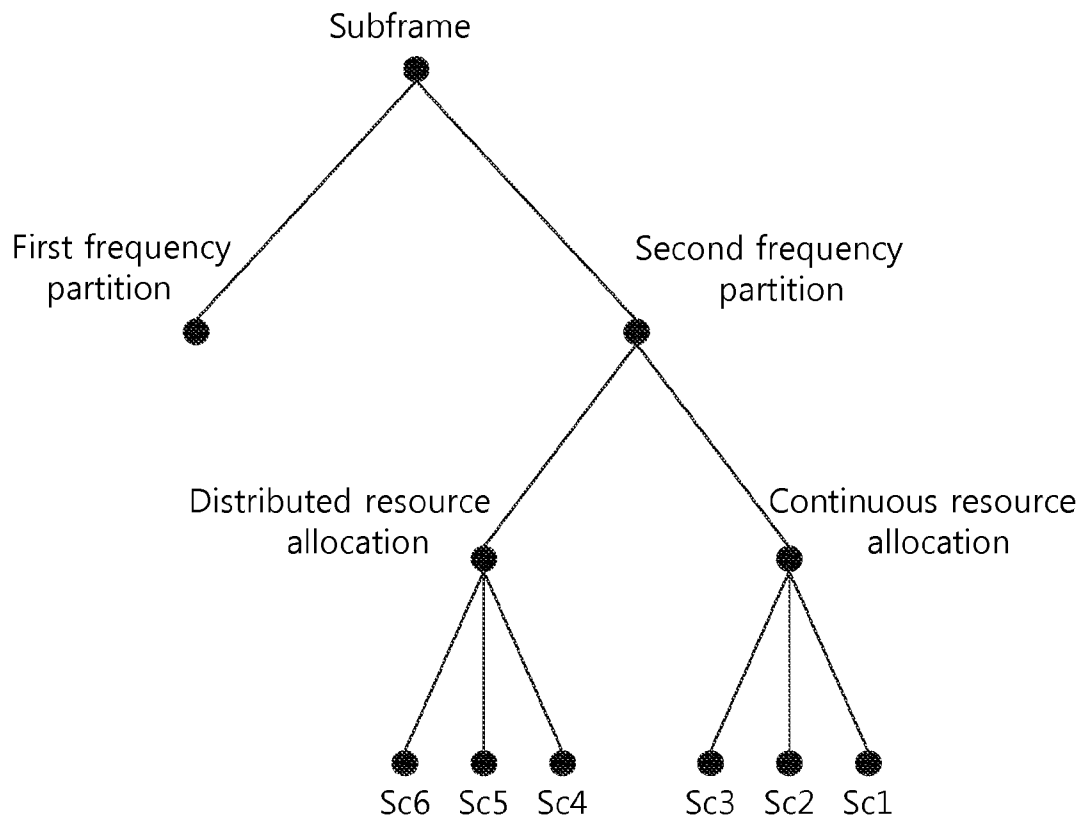 Subframe
First frequency
partition
Second frequency
partition
Distributed resource
allocation
Continuous resource
allocation
Sc6 Sc5 Sc4 Sc3 Sc2 Sc1